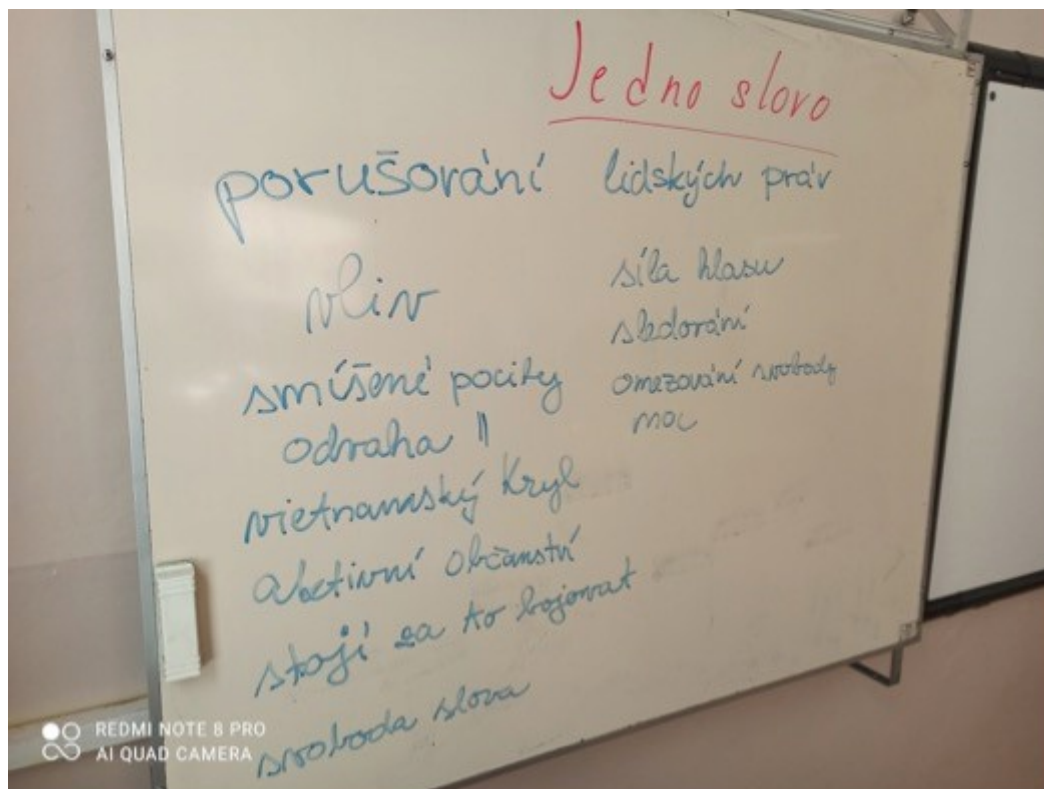 Jedno slovo
porušování lidských práv
vliv
smíšené pocity
odvaha ||
vietnamský Kryl
aktivní občanství
stojí za to bojovat
svoboda slova
síla hlasu
sledování
omezování svobody
moc
REDMI NOTE 8 PRO
AI QUAD CAMERA